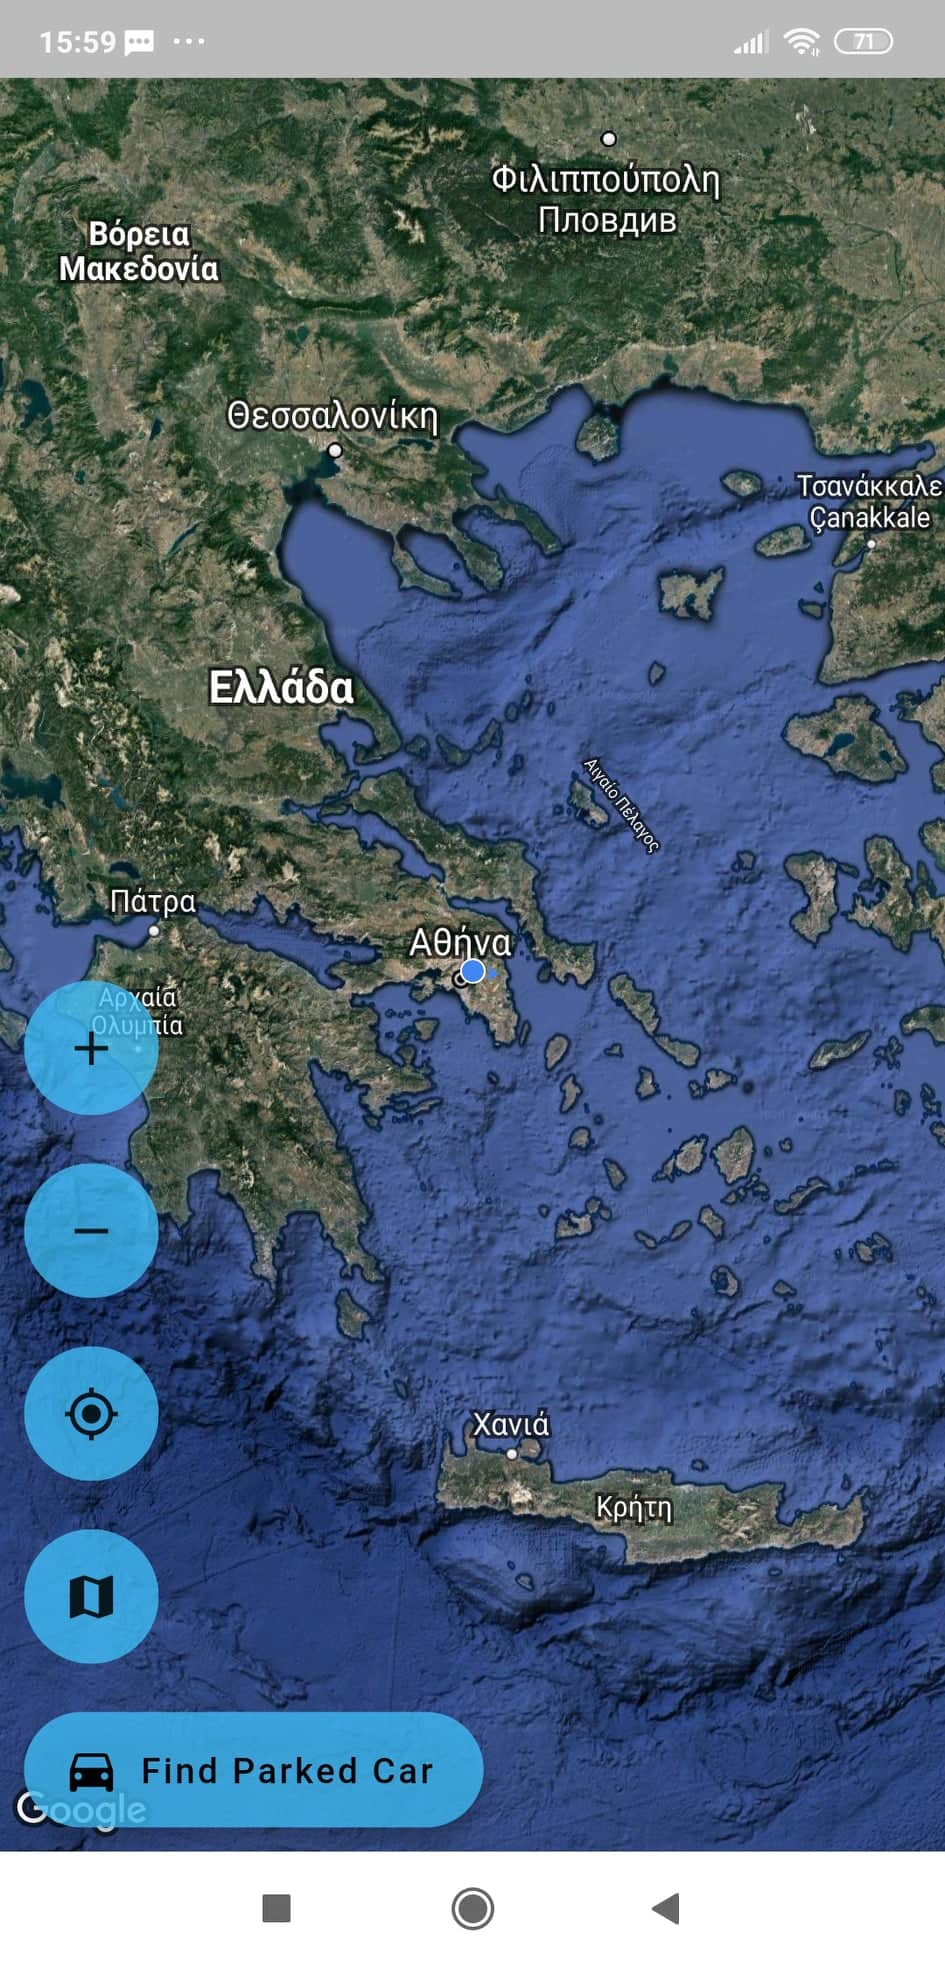 15:59
71
Φιλιππούπολη
Пловдив
Βόρεια
Μακεδονία
Θεσσαλονίκη
Τσανάκκαλε
Çanakkale
Ελλάδα
Αιγαίο Πέλαγος
Πάτρα
Αθήνα
Αρχαία
Ολυμπία
Χανιά
Κρήτη
Find Parked Car
Google